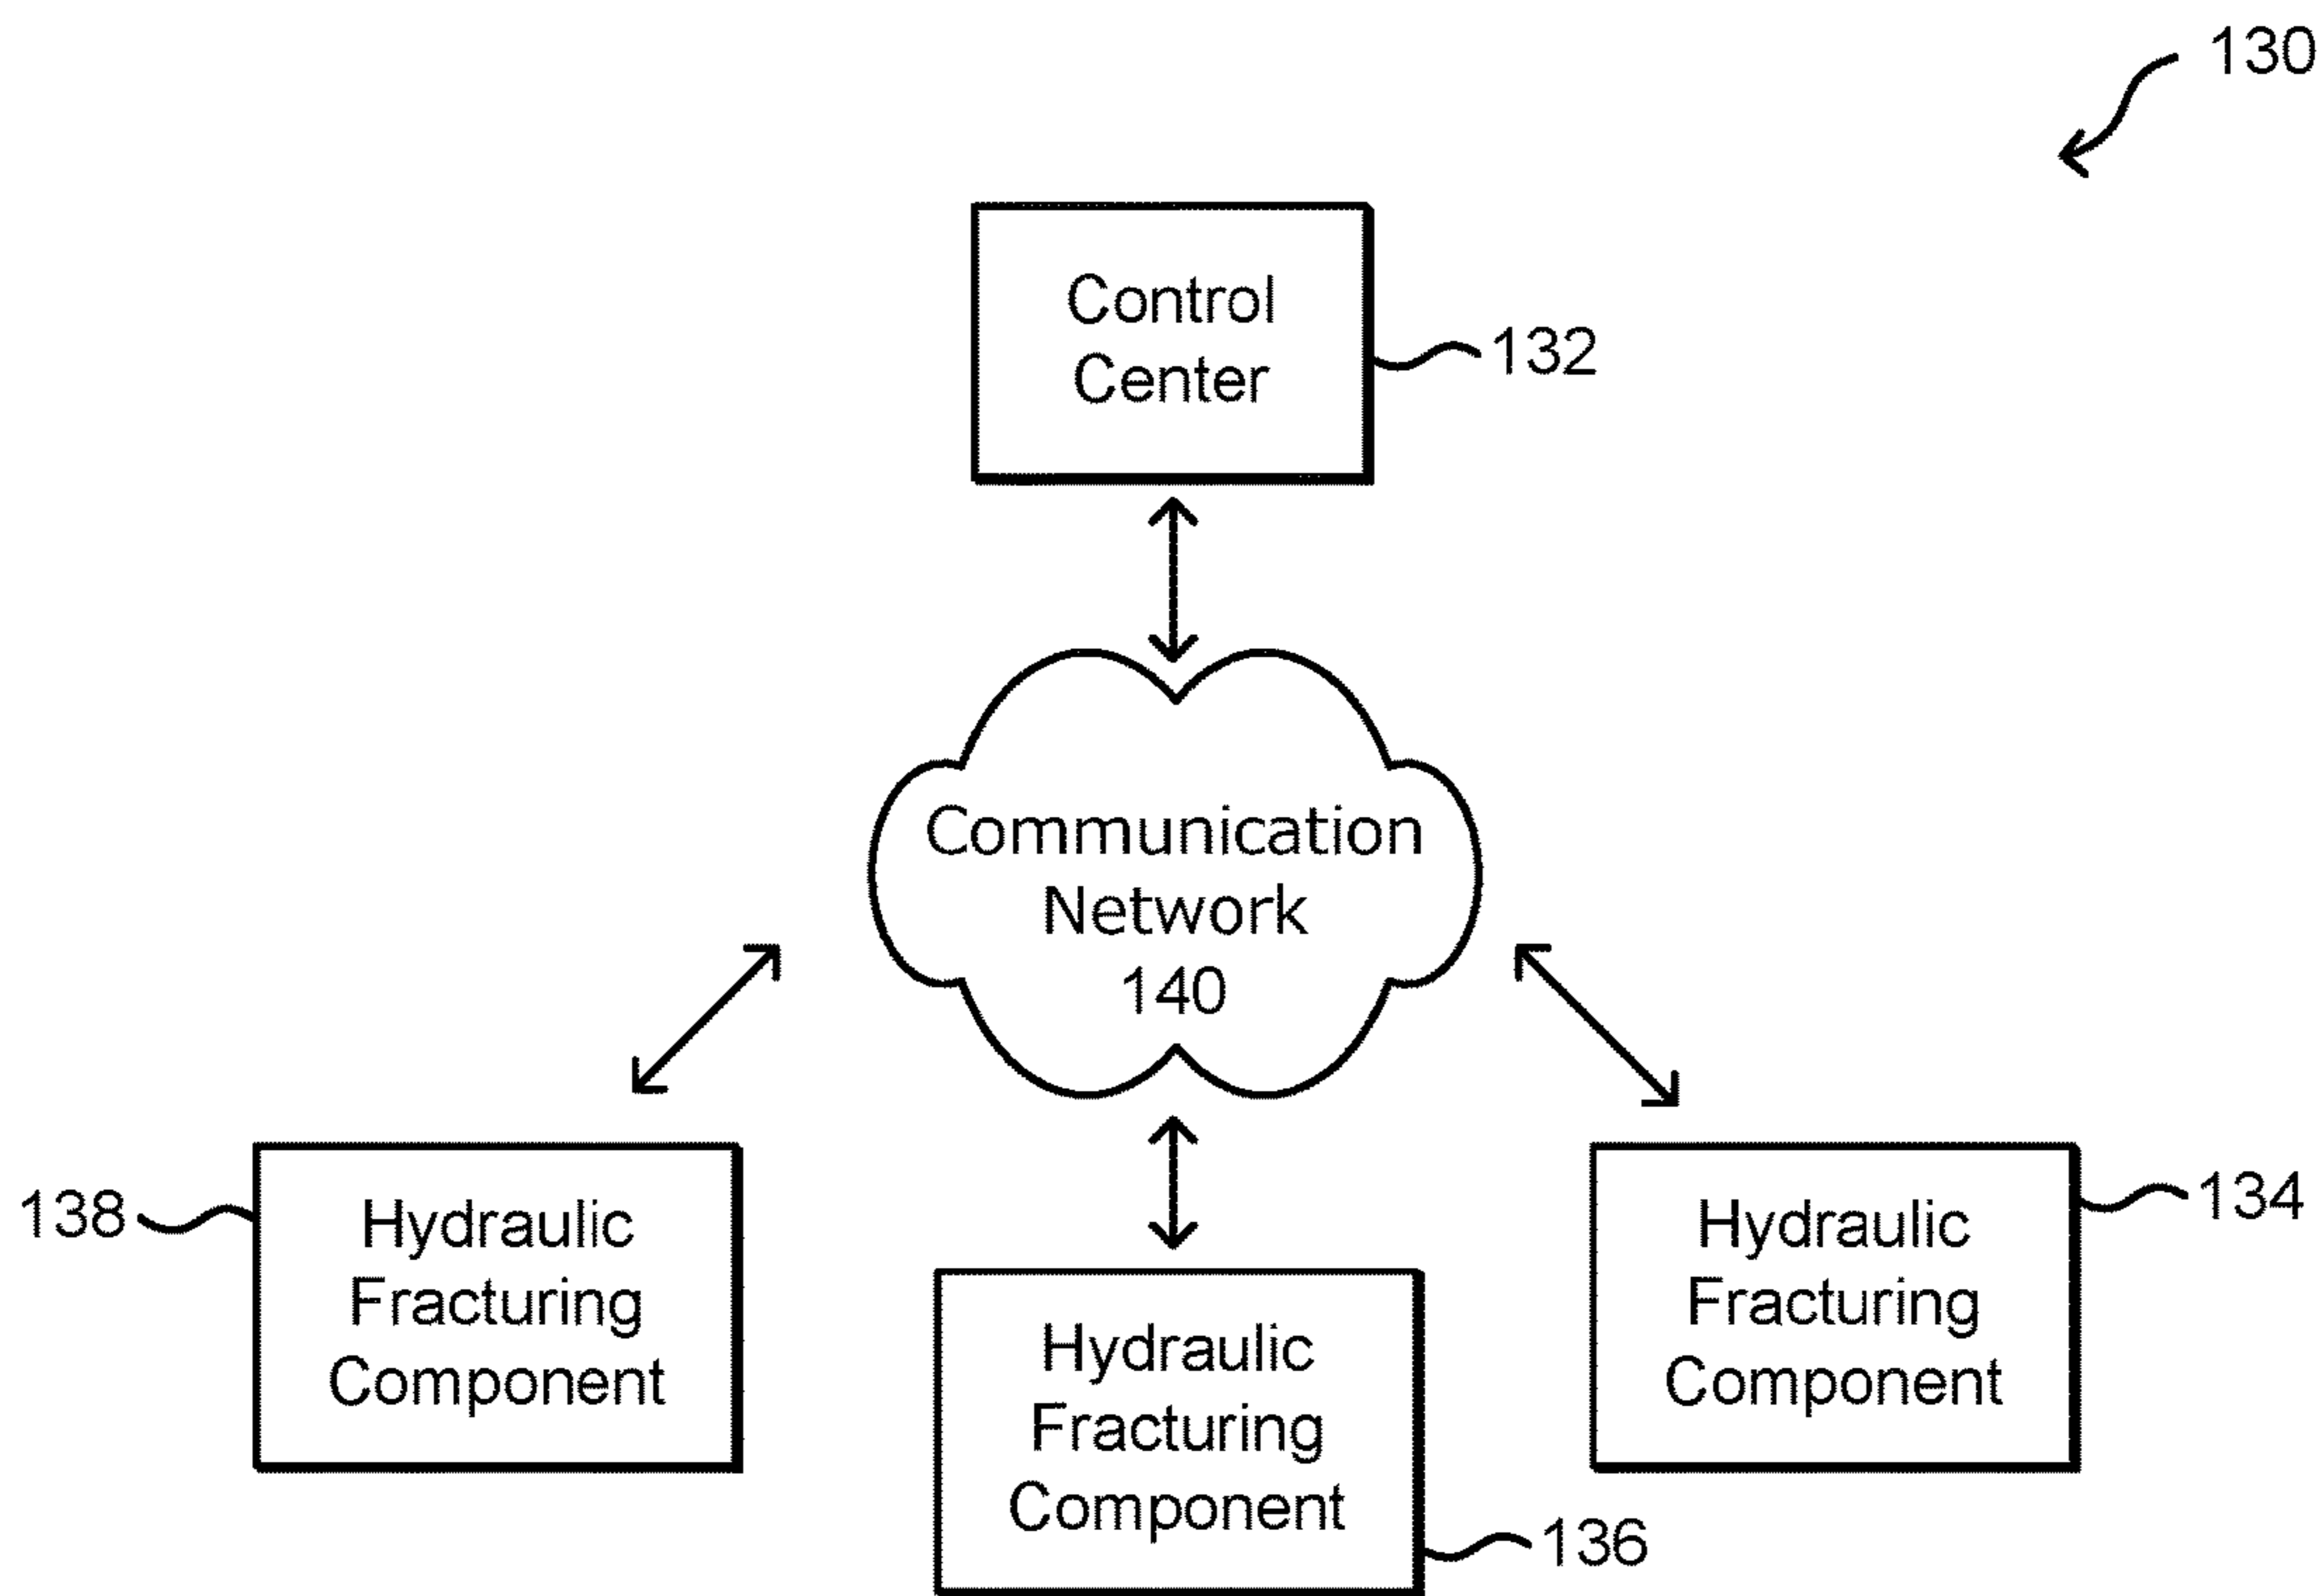 130
Control
Center
132
Communication
Network
140
138
Hydraulic
Fracturing
Component
Hydraulic
Fracturing
Component
136
Hydraulic
Fracturing
Component
134